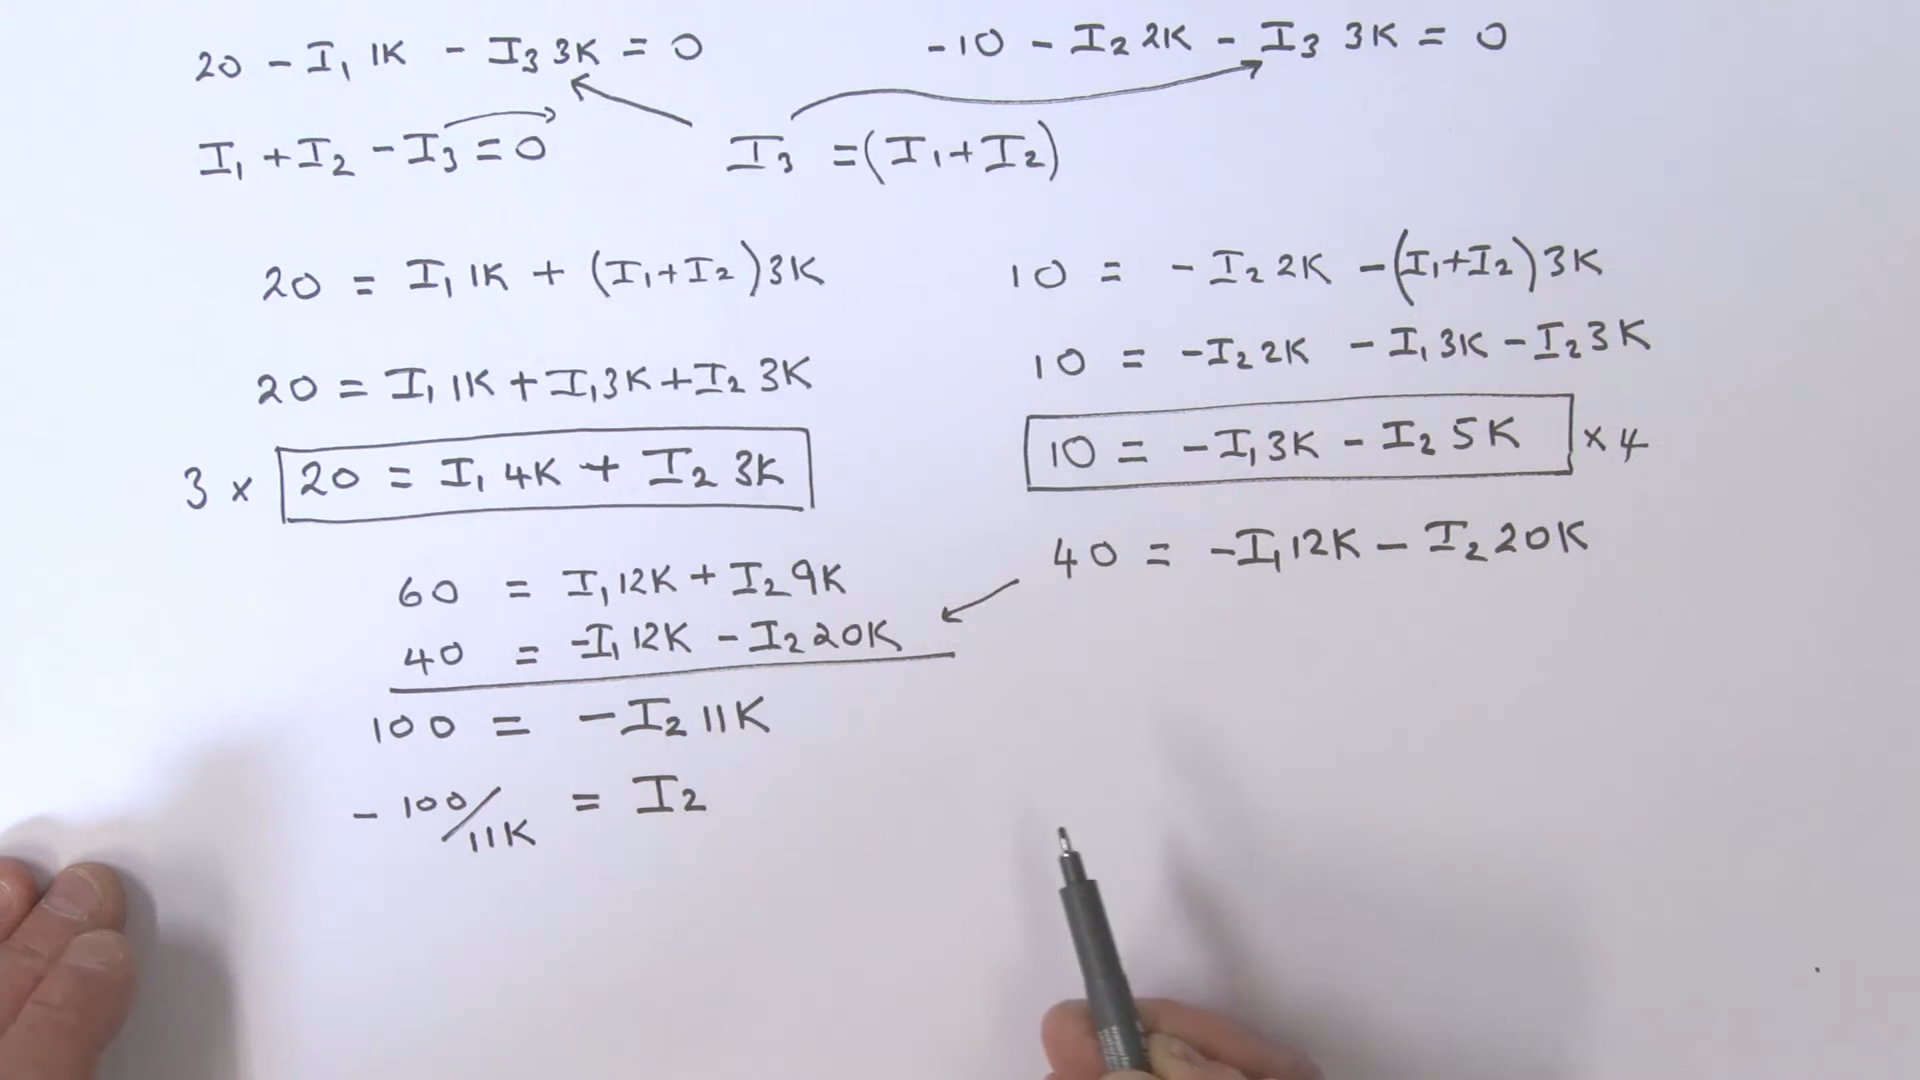 20 - I₁ 1K - I₃ 3K = 0
-10 - I₂ 2K - I₃ 3K = 0
I₁ + I₂ - I₃ = 0
I₃ = (I₁ + I₂)
20 = I₁ 1K + (I₁ + I₂) 3K
20 = I₁ 1K + I₁ 3K + I₂ 3K
3 × 20 = I₁ 4K + I₂ 3K
60 = I₁ 12K + I₂ 9K
40 = -I₁ 12K - I₂ 20K
100 = -I₂ 11K
-100/11K = I₂
10 = -I₂ 2K - (I₁ + I₂) 3K
10 = -I₂ 2K - I₁ 3K - I₂ 3K
10 = -I₁ 3K - I₂ 5K × 4
40 = -I₁ 12K - I₂ 20K